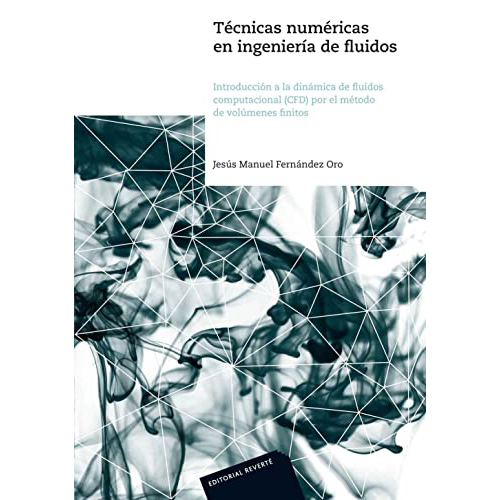 Técnicas numéricas
en ingeniería de fluidos
Introducción a la dinámica de fluidos
computacional (CFD) por el método
de volúmenes finitos
Jesús Manuel Fernández Oro
EDITORIAL REVERTÉ